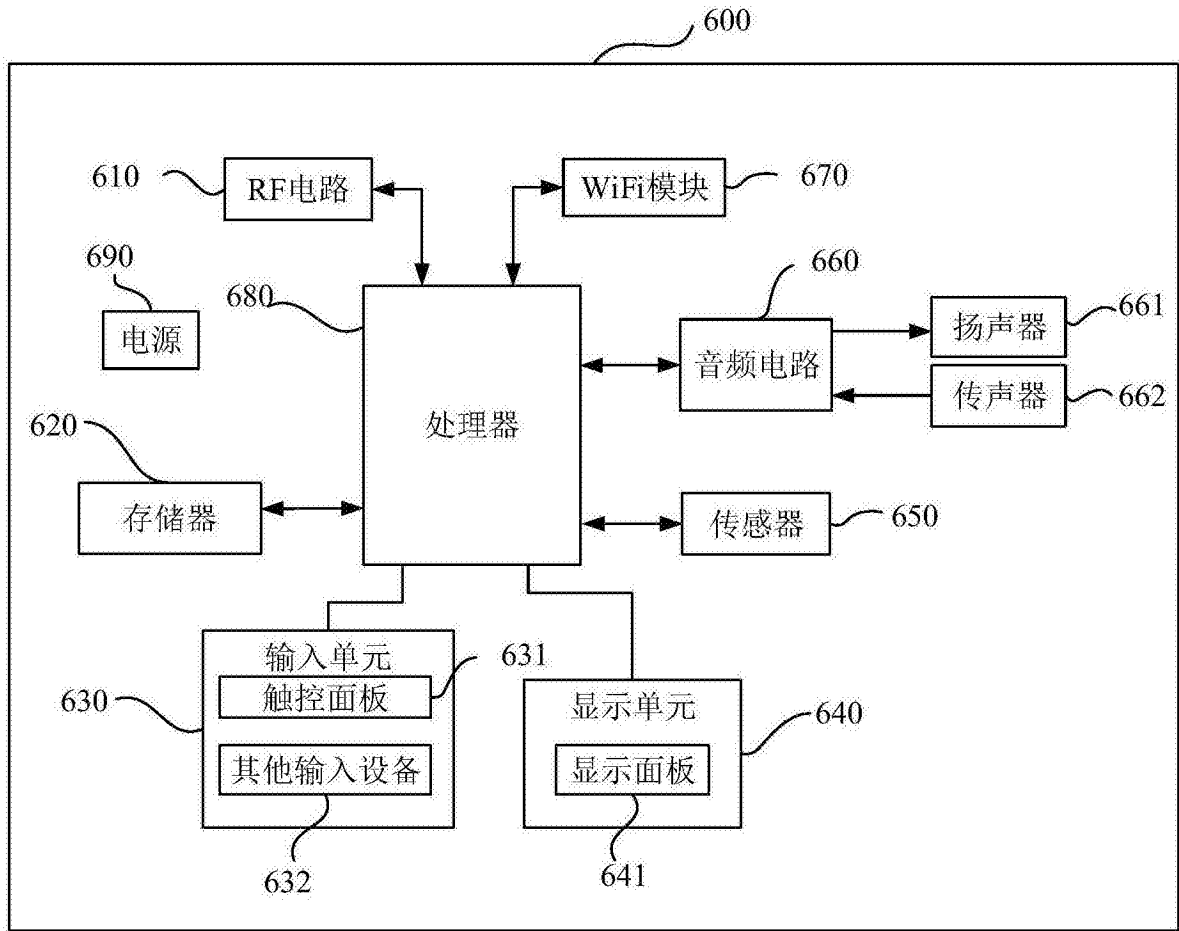 600
610
RF电路
WiFi模块
670
690
电源
680
660
661
扬声器
音频电路
处理器
传声器
662
620
存储器
传感器
650
输入单元
631
630
触控面板
显示单元
640
其他输入设备
显示面板
632
641